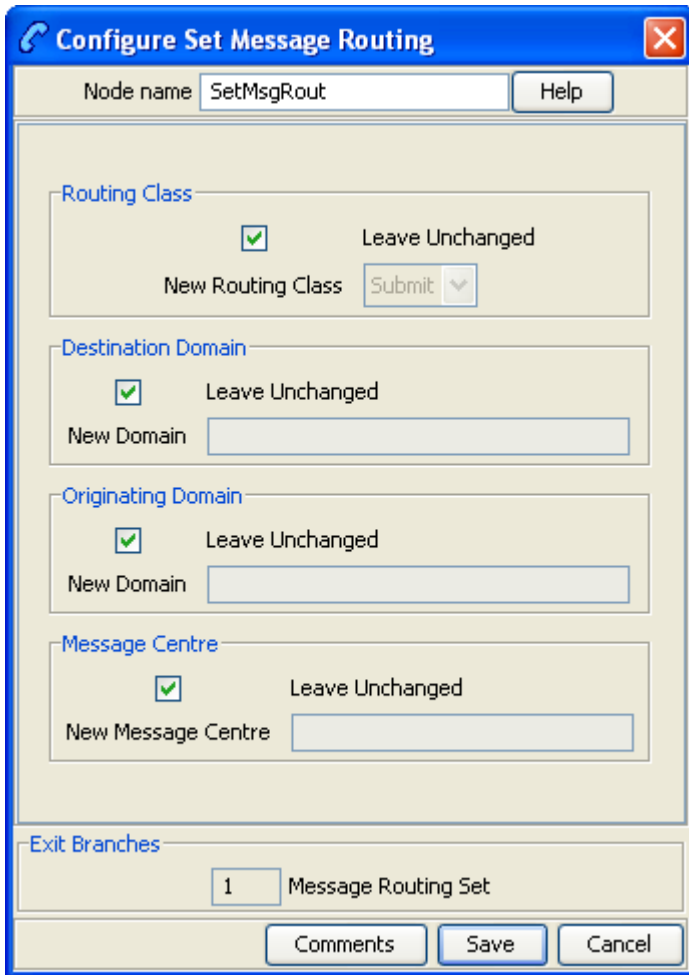 Configure Set Message Routing
Node name SetMsgRout Help
Routing Class
Leave Unchanged
New Routing Class Submit
Destination Domain
Leave Unchanged
New Domain
Originating Domain
Leave Unchanged
New Domain
Message Centre
Leave Unchanged
New Message Centre
Exit Branches
1 Message Routing Set
Comments Save Cancel